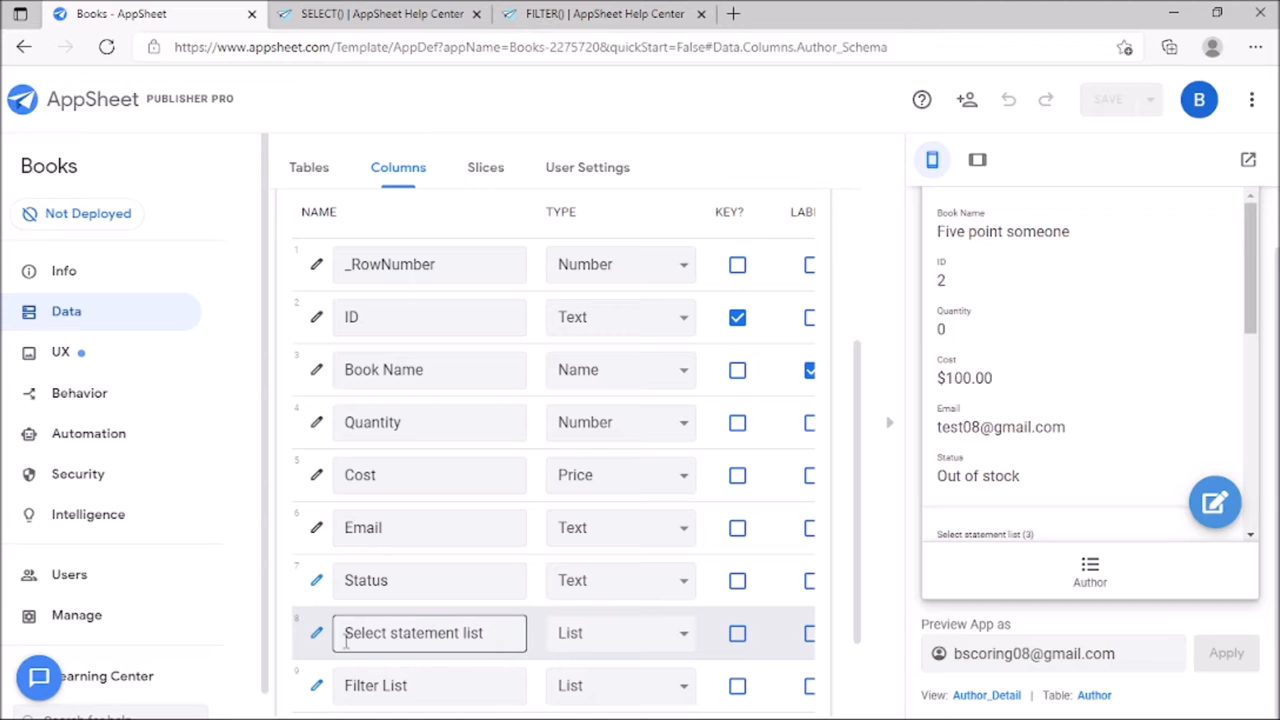 Books - AppSheet
SELECT() | AppSheet Help Center
FILTER() | AppSheet Help Center
https://www.appsheet.com/Template/AppDef?appName=Books-2275720&quickStart=False#Data.Columns.Author_Schema
AppSheet PUBLISHER PRO
SAVE
B
Books
Not Deployed
Info
Data
UX
Behavior
Automation
Security
Intelligence
Users
Manage
earning Center
Tables
Columns
Slices
User Settings
NAME
TYPE
KEY?
LABI
1
_RowNumber
Number
2
ID
Text
3
Book Name
Name
4
Quantity
Number
5
Cost
Price
6
Email
Text
7
Status
Text
8
Select statement list
List
9
Filter List
List
Book Name
Five point someone
ID
2
Quantity
0
Cost
$100.00
Email
test08@gmail.com
Status
Out of stock
Select statement list (3)
Author
Preview App as
bscoring08@gmail.com
Apply
View: Author_Detail | Table: Author